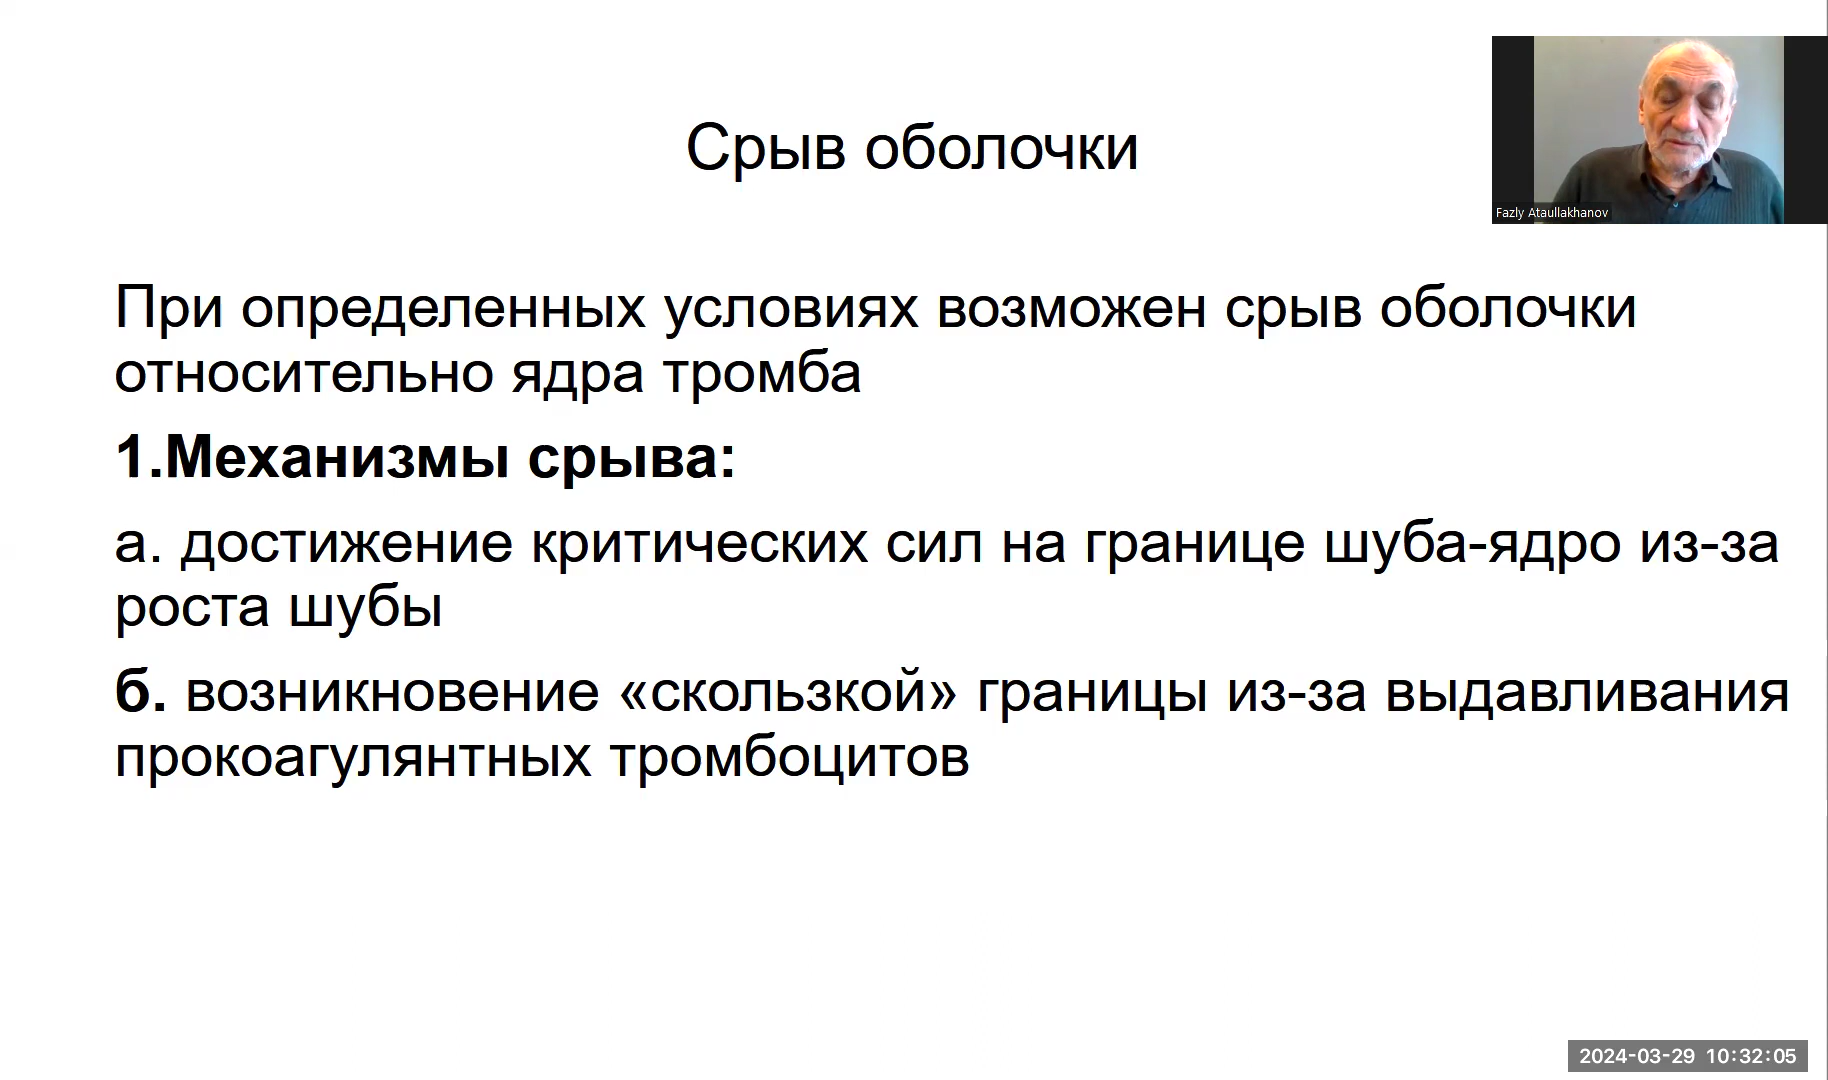 Срыв оболочки
Fazly Ataullakhanov
При определенных условиях возможен срыв оболочки
относительно ядра тромба
1.Механизмы срыва:
а. достижение критических сил на границе шуба-ядро из-за
роста шубы
б. возникновение «скользкой» границы из-за выдавливания
прокоагулянтных тромбоцитов
2024-03-29 10:32:05